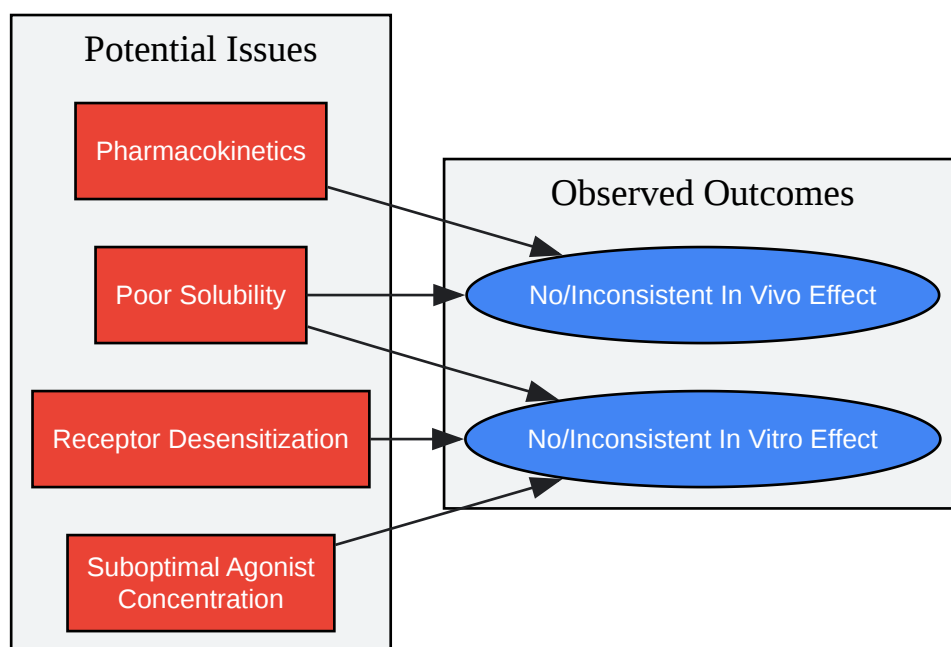 Potential Issues
Pharmacokinetics
Poor Solubility
Receptor Desensitization
Suboptimal Agonist
Concentration
Observed Outcomes
No/Inconsistent In Vivo Effect
No/Inconsistent In Vitro Effect